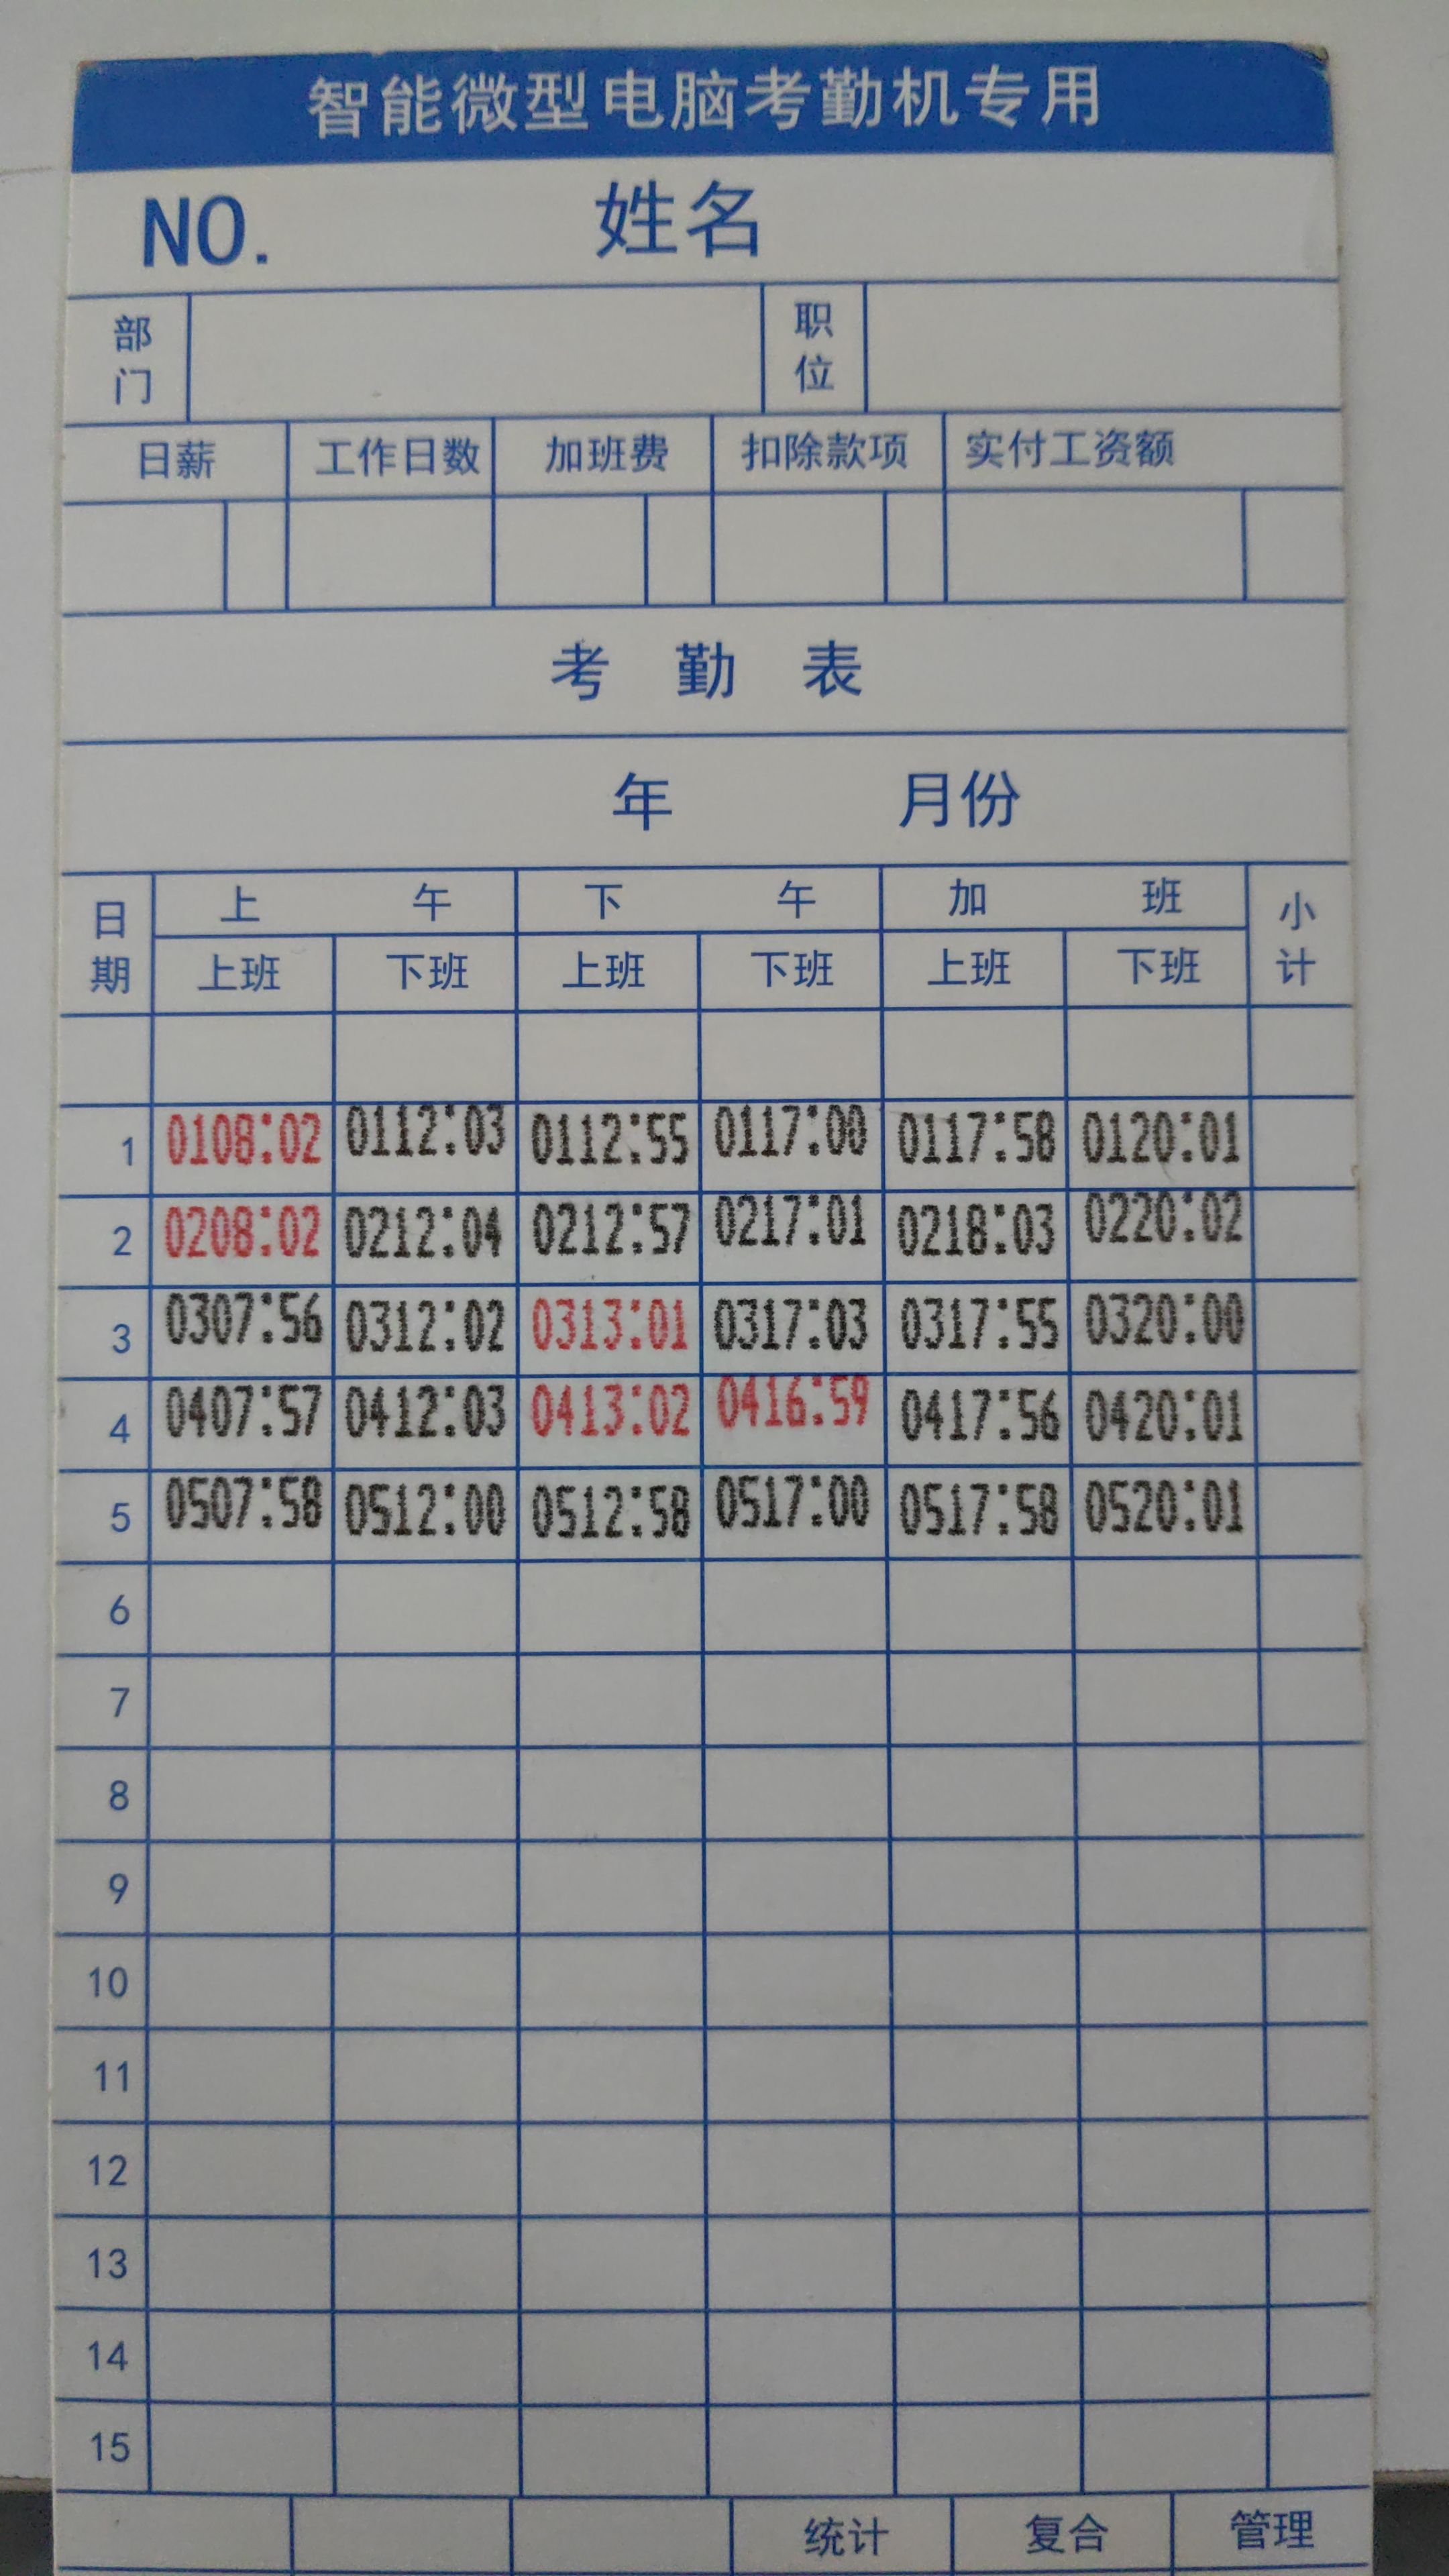 智能微型电脑考勤机专用
NO. 姓名
部门 职位
日薪 工作日数 加班费 扣除款项 实付工资额
考 勤 表
年 月份
日期 上 午 下 午 加 班 小计
上班 下班 上班 下班 上班 下班
1 0108:02 0112:03 0112:55 0117:00 0117:58 0120:01
2 0208:02 0212:04 0212:57 0217:01 0218:03 0220:02
3 0307:56 0312:02 0313:01 0317:03 0317:55 0320:00
4 0407:57 0412:03 0413:02 0416:59 0417:56 0420:01
5 0507:58 0512:00 0512:58 0517:00 0517:58 0520:01
6
7
8
9
10
11
12
13
14
15
统计 复合 管理